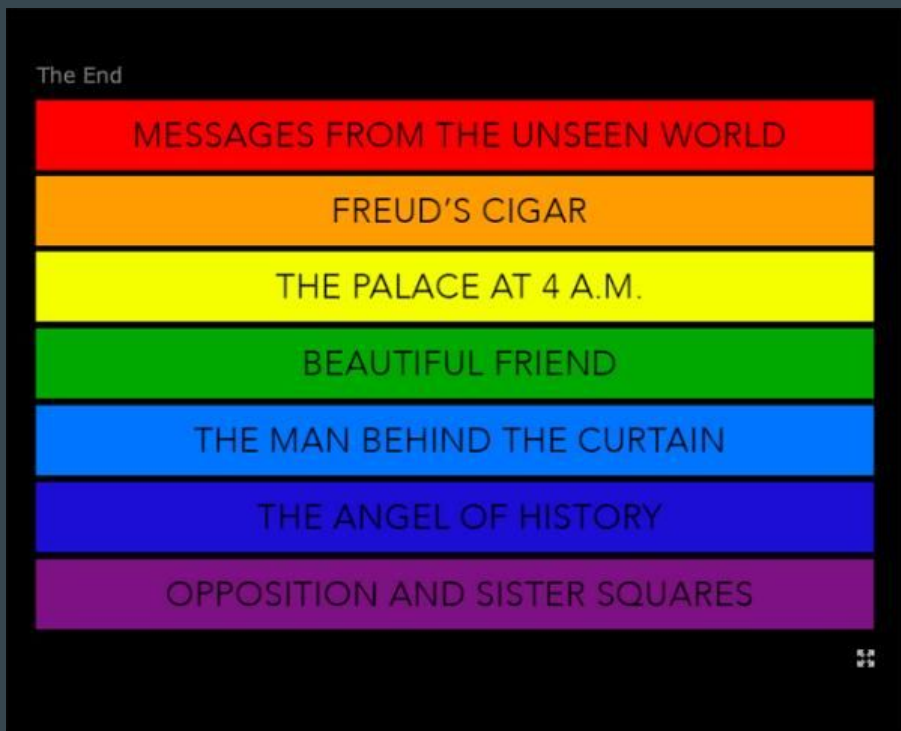 The End
MESSAGES FROM THE UNSEEN WORLD
FREUD'S CIGAR
THE PALACE AT 4 A.M.
BEAUTIFUL FRIEND
THE MAN BEHIND THE CURTAIN
THE ANGEL OF HISTORY
OPPOSITION AND SISTER SQUARES